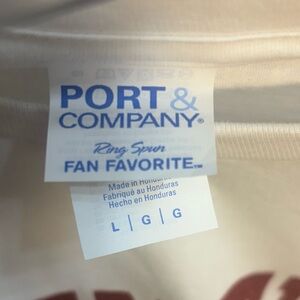 PORT &
COMPANY®
Ring Spun
FAN FAVORITE™
Made in Honduras
Fabriqué au Honduras
Hecho en Honduras
L | G | G